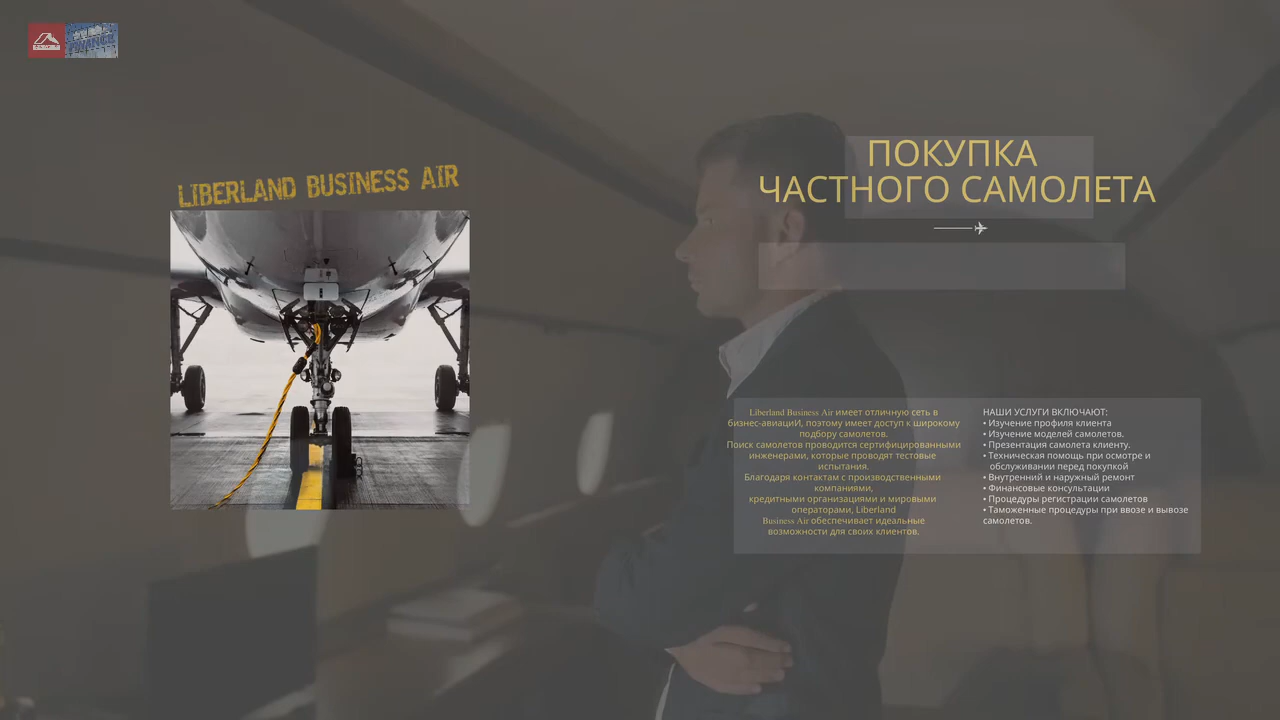 LIBERLAND BUSINESS AIR
ПОКУПКА
ЧАСТНОГО САМОЛЕТА
Liberland Business Air имеет отличную сеть в
бизнес-авиациИ, поэтому имеет доступ к широкому
подбору самолетов.
Поиск самолетов проводится сертифицированными
инженерами, которые проводят тестовые
испытания.
Благодаря контактам с производственными
компаниями,
кредитными организациями и мировыми
операторами, Liberland
Business Air обеспечивает идеальные
возможности для своих клиентов.
НАШИ УСЛУГИ ВКЛЮЧАЮТ:
• Изучение профиля клиента
• Изучение моделей самолетов.
• Презентация самолета клиенту.
• Техническая помощь при осмотре и
обслуживании перед покупкой
• Внутренний и наружный ремонт
• Финансовые консультации
• Процедуры регистрации самолетов
• Таможенные процедуры при ввозе и вывозе
самолетов.